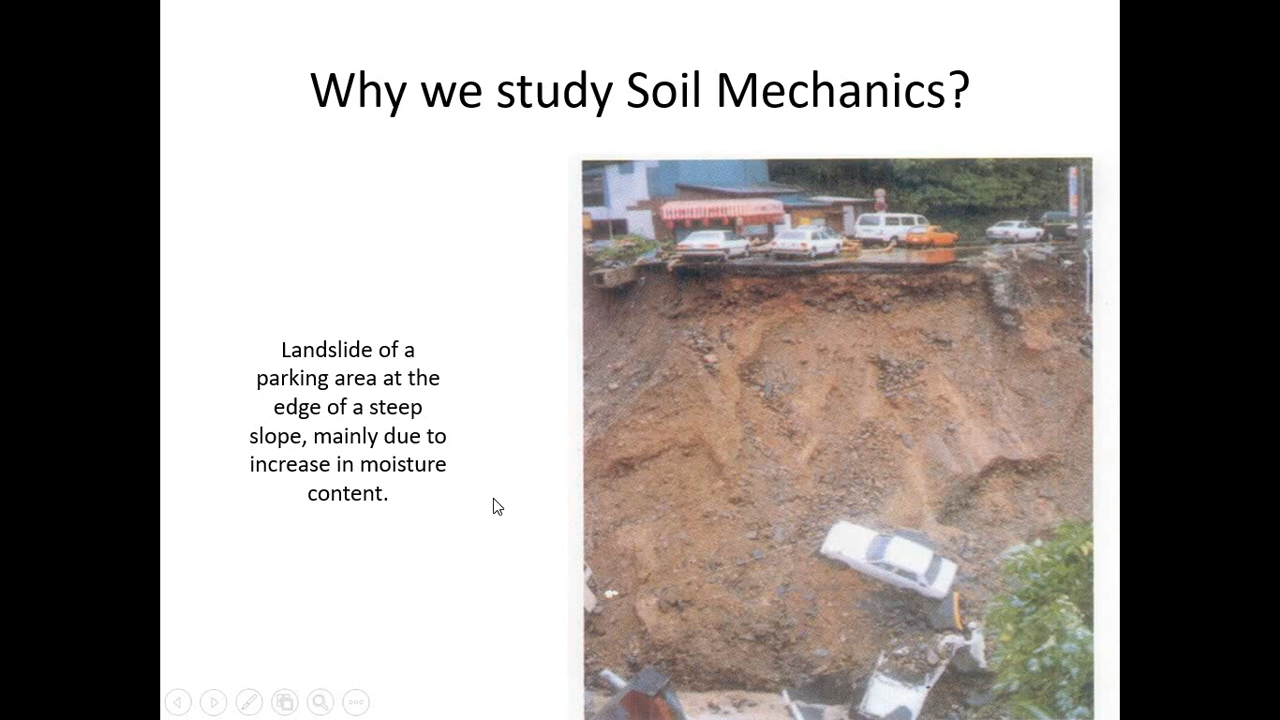 Why we study Soil Mechanics?
Landslide of a
parking area at the
edge of a steep
slope, mainly due to
increase in moisture
content.